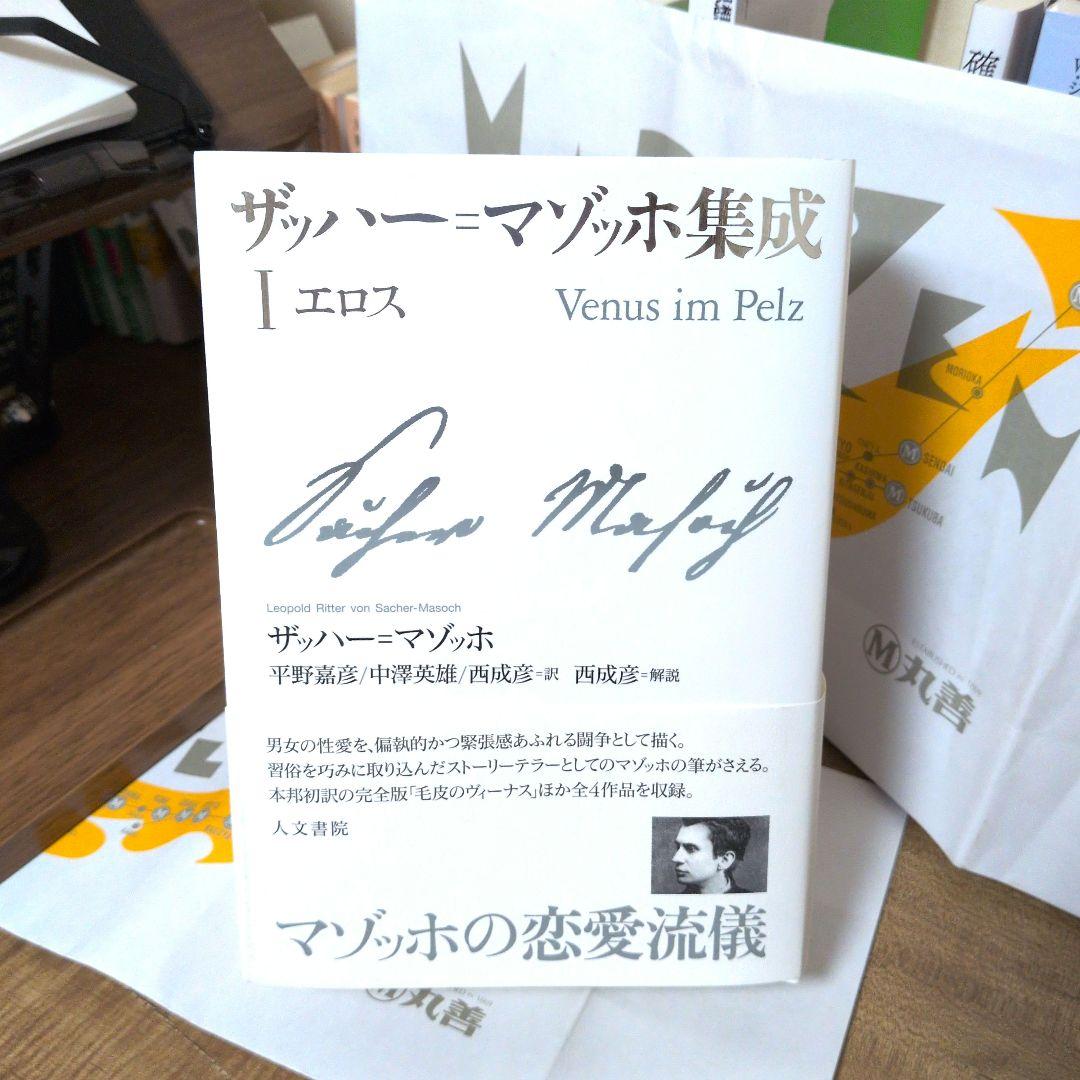 ザッハー=マゾッホ集成
I エロス
Venus im Pelz
Sacher Masoch
Leopold Ritter von Sacher-Masoch
ザッハー=マゾッホ
平野嘉彦/中澤英雄/西成彦=訳 西成彦=解説
男女の性愛を、偏執的かつ緊張感あふれる闘争として描く。
習俗を巧みに取り込んだストーリーテラーとしてのマゾッホの筆がさえる。
本邦初訳の完全版「毛皮のヴィーナス」ほか全4作品を収録。
人文書院
マゾッホの恋愛流儀
MORIOKA
M SENDAI
KASHIWA
M TSUKUBA
ESTABLISHED in 1869
M 丸善
M 丸善
確